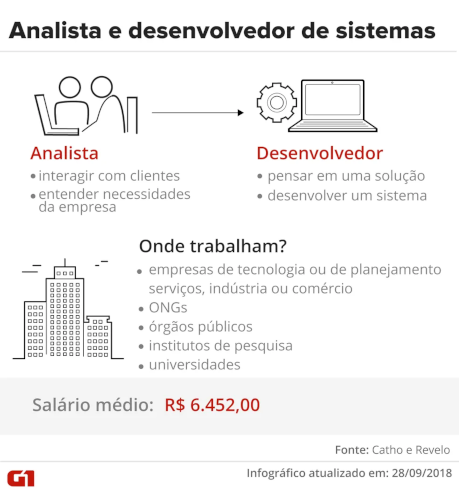 Analista e desenvolvedor de sistemas
Analista
• interagir com clientes
• entender necessidades
da empresa
Desenvolvedor
• pensar em uma solução
• desenvolver um sistema
Onde trabalham?
• empresas de tecnologia ou de planejamento
serviços, indústria ou comércio
• ONGs
• órgãos públicos
• institutos de pesquisa
• universidades
Salário médio: R$ 6.452,00
Fonte: Catho e Revelo
G1
Infográfico atualizado em: 28/09/2018